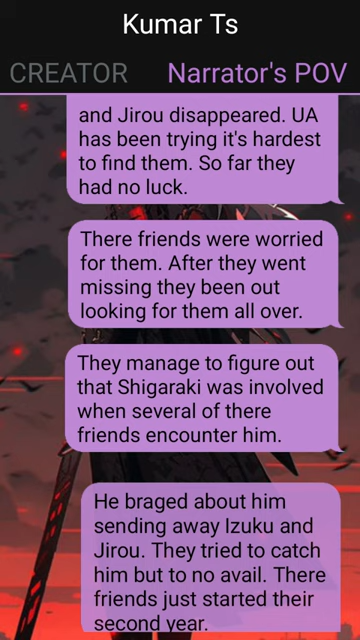 Kumar Ts
CREATOR
Narrator's POV
and Jirou disappeared. UA
has been trying it's hardest
to find them. So far they
had no luck.
There friends were worried
for them. After they went
missing they been out
looking for them all over.
They manage to figure out
that Shigaraki was involved
when several of there
friends encounter him.
He braged about him
sending away Izuku and
Jirou. They tried to catch
him but to no avail. There
friends just started their
second year.